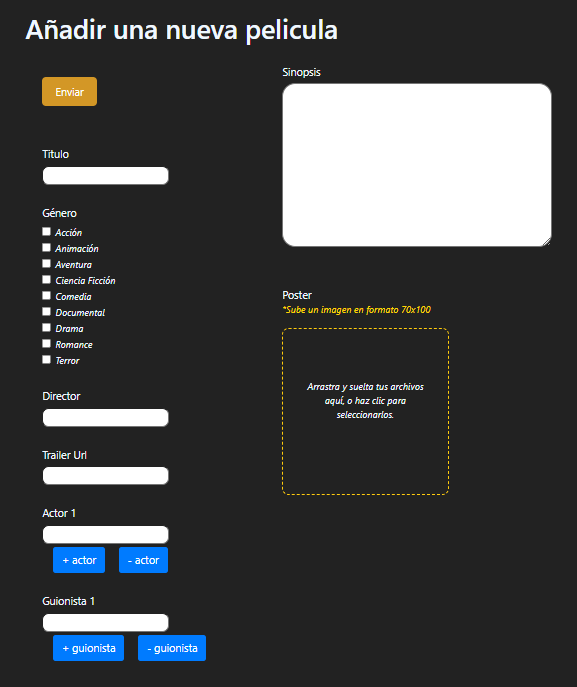 Añadir una nueva pelicula
Enviar
Título
Género
Acción
Animación
Aventura
Ciencia Ficción
Comedia
Documental
Drama
Romance
Terror
Director
Trailer Url
Actor 1
+ actor - actor
Guionista 1
+ guionista - guionista
Sinopsis
Poster
*Sube un imagen en formato 70x100
Arrastra y suelta tus archivos
aquí, o haz clic para
seleccionarlos.